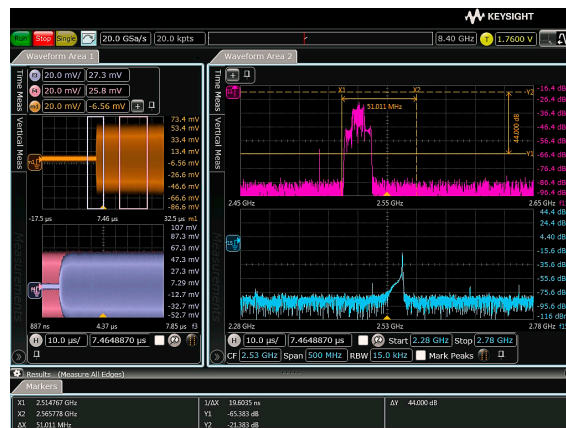 KEYSIGHT
Run Stop Single 20.0 GSa/s 20.0 kpts 8.40 GHz T 1.7600 V
Waveform Area 1
Waveform Area 2
Time Meas
Vertical Meas
Measurements
20.0 mV/ 27.3 mV
20.0 mV/ 25.8 mV
20.0 mV/ -6.56 mV
73.4 mV
53.4 mV
33.4 mV
13.4 mV
-6.56 mV
-26.6 mV
-46.6 mV
-66.6 mV
-86.6 mV
-17.5 µs 7.46 µs 32.5 µs m1
107 mV
87.3 mV
67.3 mV
47.3 mV
27.3 mV
7.29 mV
-12.7 mV
-32.7 mV
-52.7 mV
887 ns 4.37 µs 7.85 µs f3
H 10.0 µs/ 7.4648870 µs
Time Meas
Vertical Meas
Measurements
X1 X2
51.011 MHz
44.000 dB
Y2
Y1
-16.4 dB
-26.4 dB
-36.4 dB
-46.4 dB
-56.4 dB
-66.4 dB
-76.4 dB
-86.4 dB
-96.4 dB
2.45 GHz 2.55 GHz 2.65 GHz
44.4 dB
24.4 dB
4.40 dB
-15.6 dB
-35.6 dB
-55.6 dB
-75.6 dB
-95.6 dB
-116 dB
2.28 GHz 2.53 GHz 2.78 GHz
H 10.0 µs/ 7.4648870 µs Start 2.28 GHz Stop 2.78 GHz
CF 2.53 GHz Span 500 MHz RBW 15.0 kHz Mark Peaks
Results (Measure All Edges)
Markers
X1 2.514767 GHz 1/ΔX 19.6035 ns ΔY 44.000 dB
X2 2.565778 GHz Y1 -65.383 dB
ΔX 51.011 MHz Y2 -21.383 dB